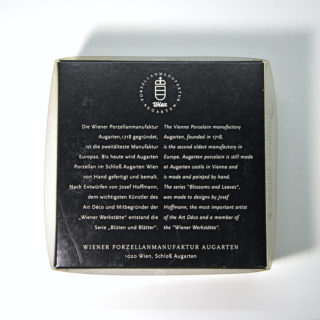 PORZELLANMANUFAKTUR AUGARTEN
Wien
Die Wiener Porzellanmanufaktur
Augarten, 1718 gegründet,
ist die zweitälteste Manufaktur
Europas. Bis heute wird Augarten
Porzellan im Schloß Augarten Wien
von Hand gefertigt und bemalt.
Nach Entwürfen von Josef Hoffmann,
dem wichtigsten Künstler des
Art Déco und Mitbegründer der
„Wiener Werkstätte“ entstand die
Serie „Blüten und Blätter“.
The Vienna Porcelain manufactory
Augarten, founded in 1718,
is the second eldest manufactory in
Europe. Augarten porcelain is still made
at Augarten castle in Vienna and
is made and painted by hand.
The series "Blossoms and Leaves",
was made to designs by Josef
Hoffmann, the most important artist
of the Art Déco and a member of
the "Wiener Werkstätte".
WIENER PORZELLANMANUFAKTUR AUGARTEN
1020 Wien, Schloß Augarten